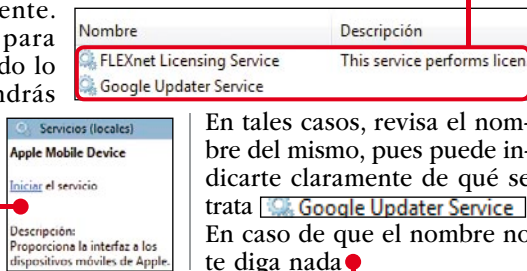 ente.
para
do lo
ndrás
Nombre Descripción
FLEXnet Licensing Service This service performs licen
Google Updater Service
Servicios (locales)
Apple Mobile Device
Iniciar el servicio
Descripción:
Proporciona la interfaz a los
dispositivos móviles de Apple.
En tales casos, revisa el nom-
bre del mismo, pues puede in-
dicarte claramente de qué se
trata Google Updater Service
En caso de que el nombre no
te diga nada